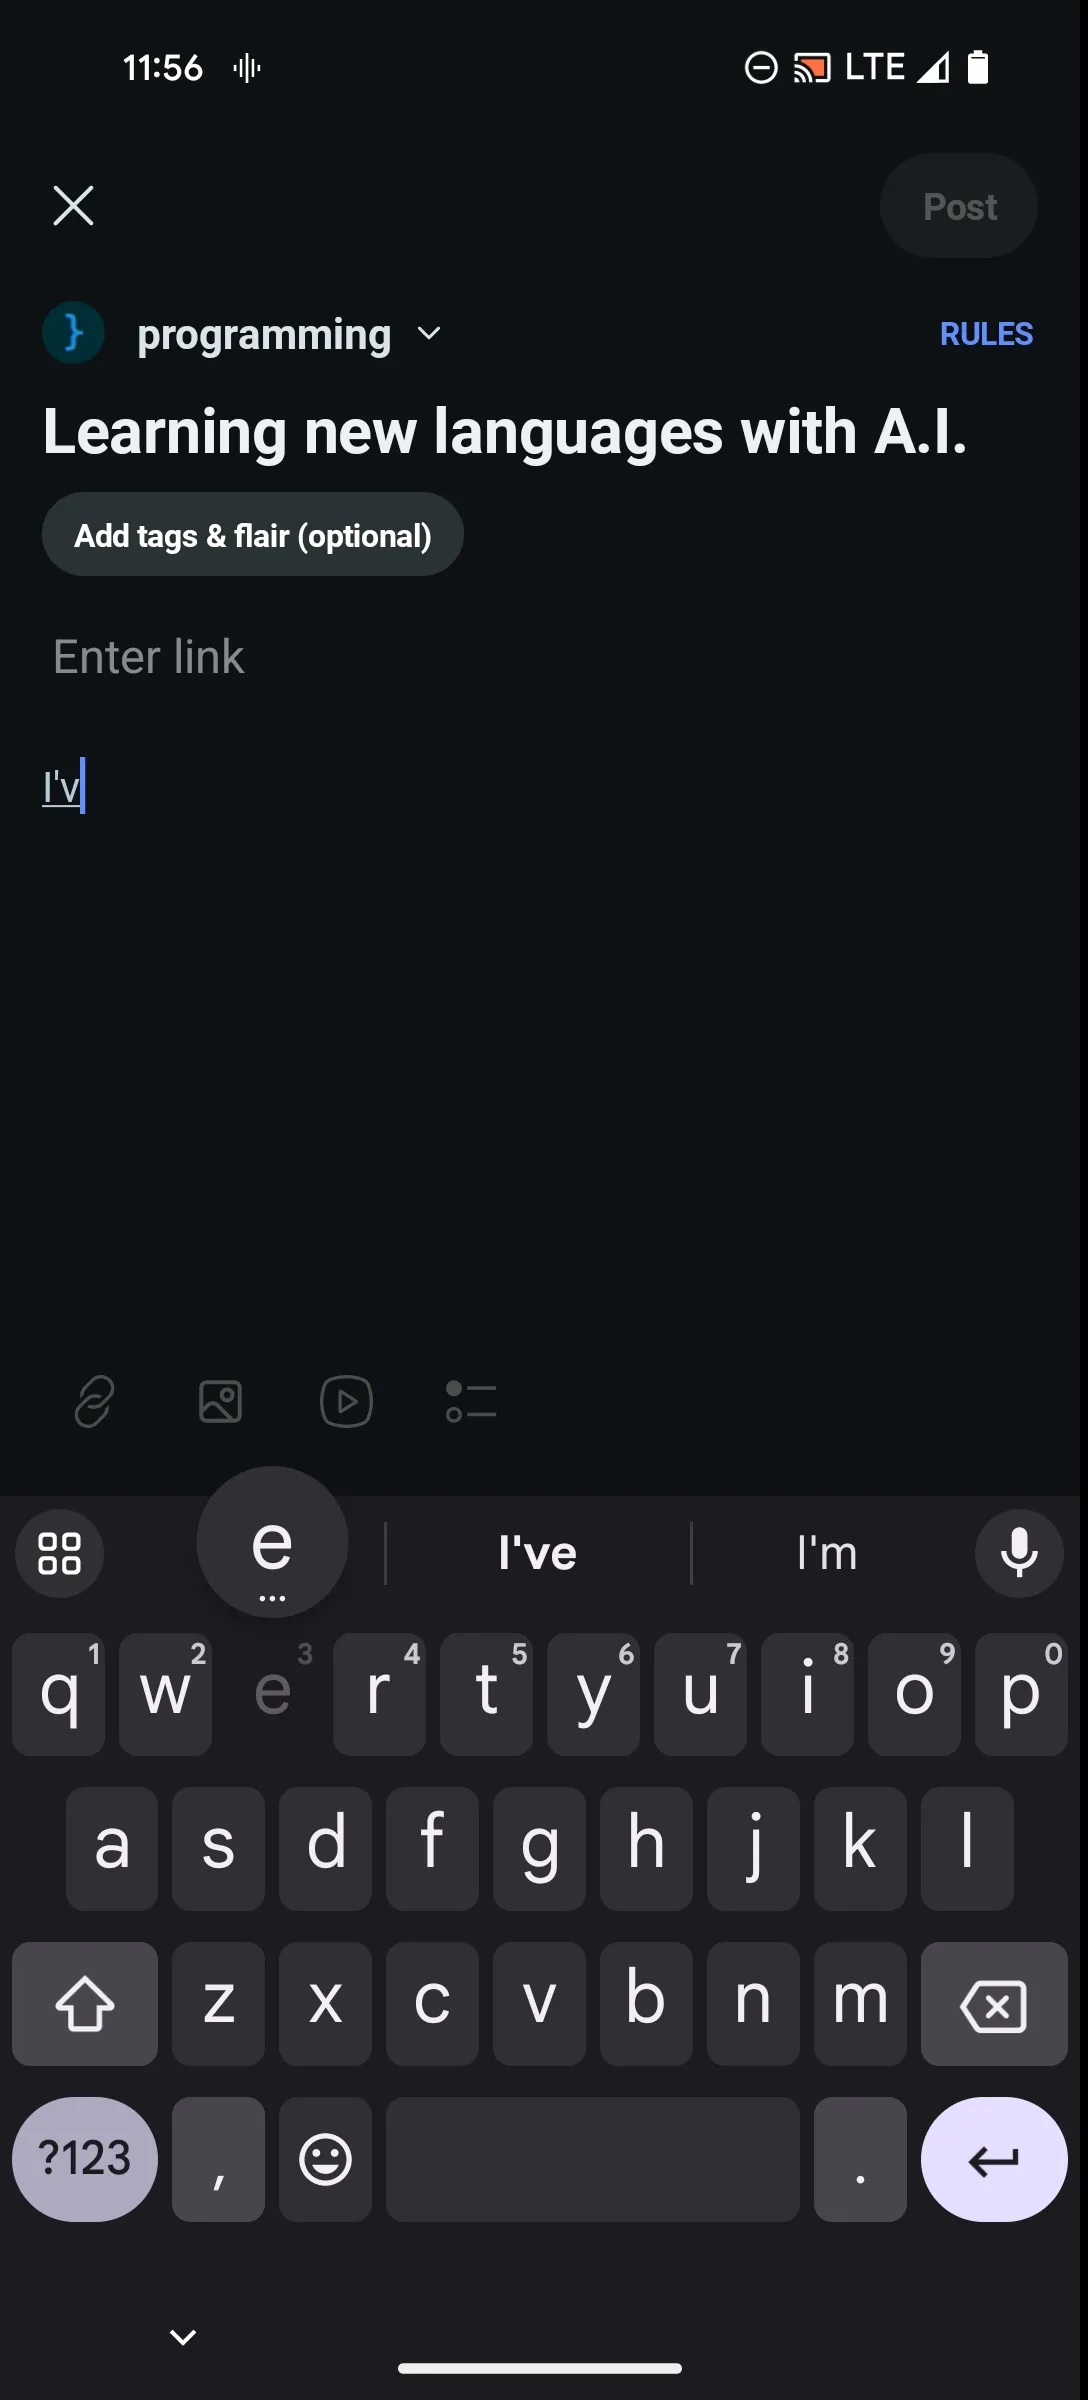 11:56 LTE
Post
programming RULES
Learning new languages with A.I.
Add tags & flair (optional)
Enter link
I'v
e I've I'm
...
1 2 3 4 5 6 7 8 9 0
q w e r t y u i o p
a s d f g h j k l
z x c v b n m
?123 , .